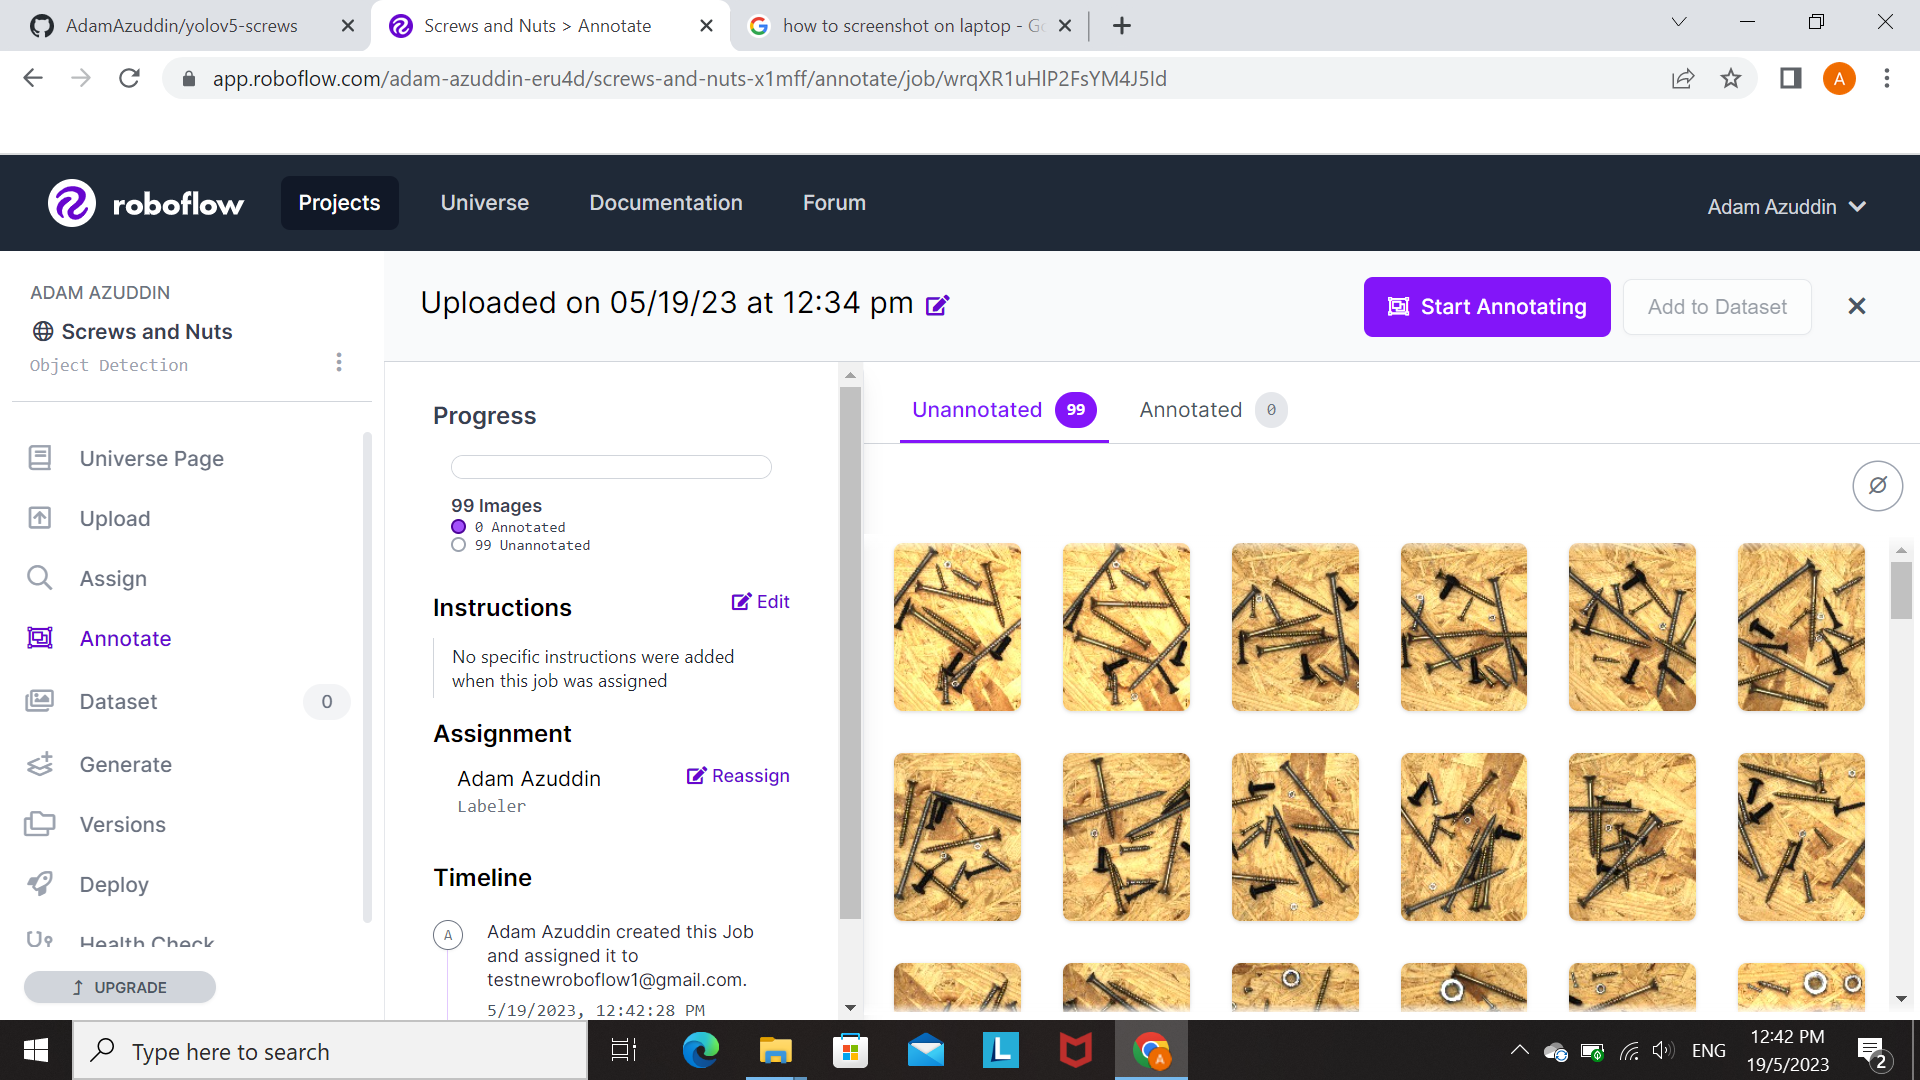 AdamAzuddin/yolov5-screws
Screws and Nuts > Annotate
how to screenshot on laptop - Go
app.roboflow.com/adam-azuddin-eru4d/screws-and-nuts-x1mff/annotate/job/wrqXR1uHlP2FsYM4J5Id
A
roboflow
Projects
Universe
Documentation
Forum
Adam Azuddin
ADAM AZUDDIN
Screws and Nuts
Object Detection
Universe Page
Upload
Assign
Annotate
Dataset 0
Generate
Versions
Deploy
Health Check
UPGRADE
Uploaded on 05/19/23 at 12:34 pm
Start Annotating
Add to Dataset
Progress
99 Images
0 Annotated
99 Unannotated
Instructions
Edit
No specific instructions were added
when this job was assigned
Assignment
Adam Azuddin
Reassign
Labeler
Timeline
A
Adam Azuddin created this Job
and assigned it to
testnewroboflow1@gmail.com.
5/19/2023, 12:42:28 PM
Unannotated 99
Annotated 0
Type here to search
L
A
ENG
12:42 PM
19/5/2023
2